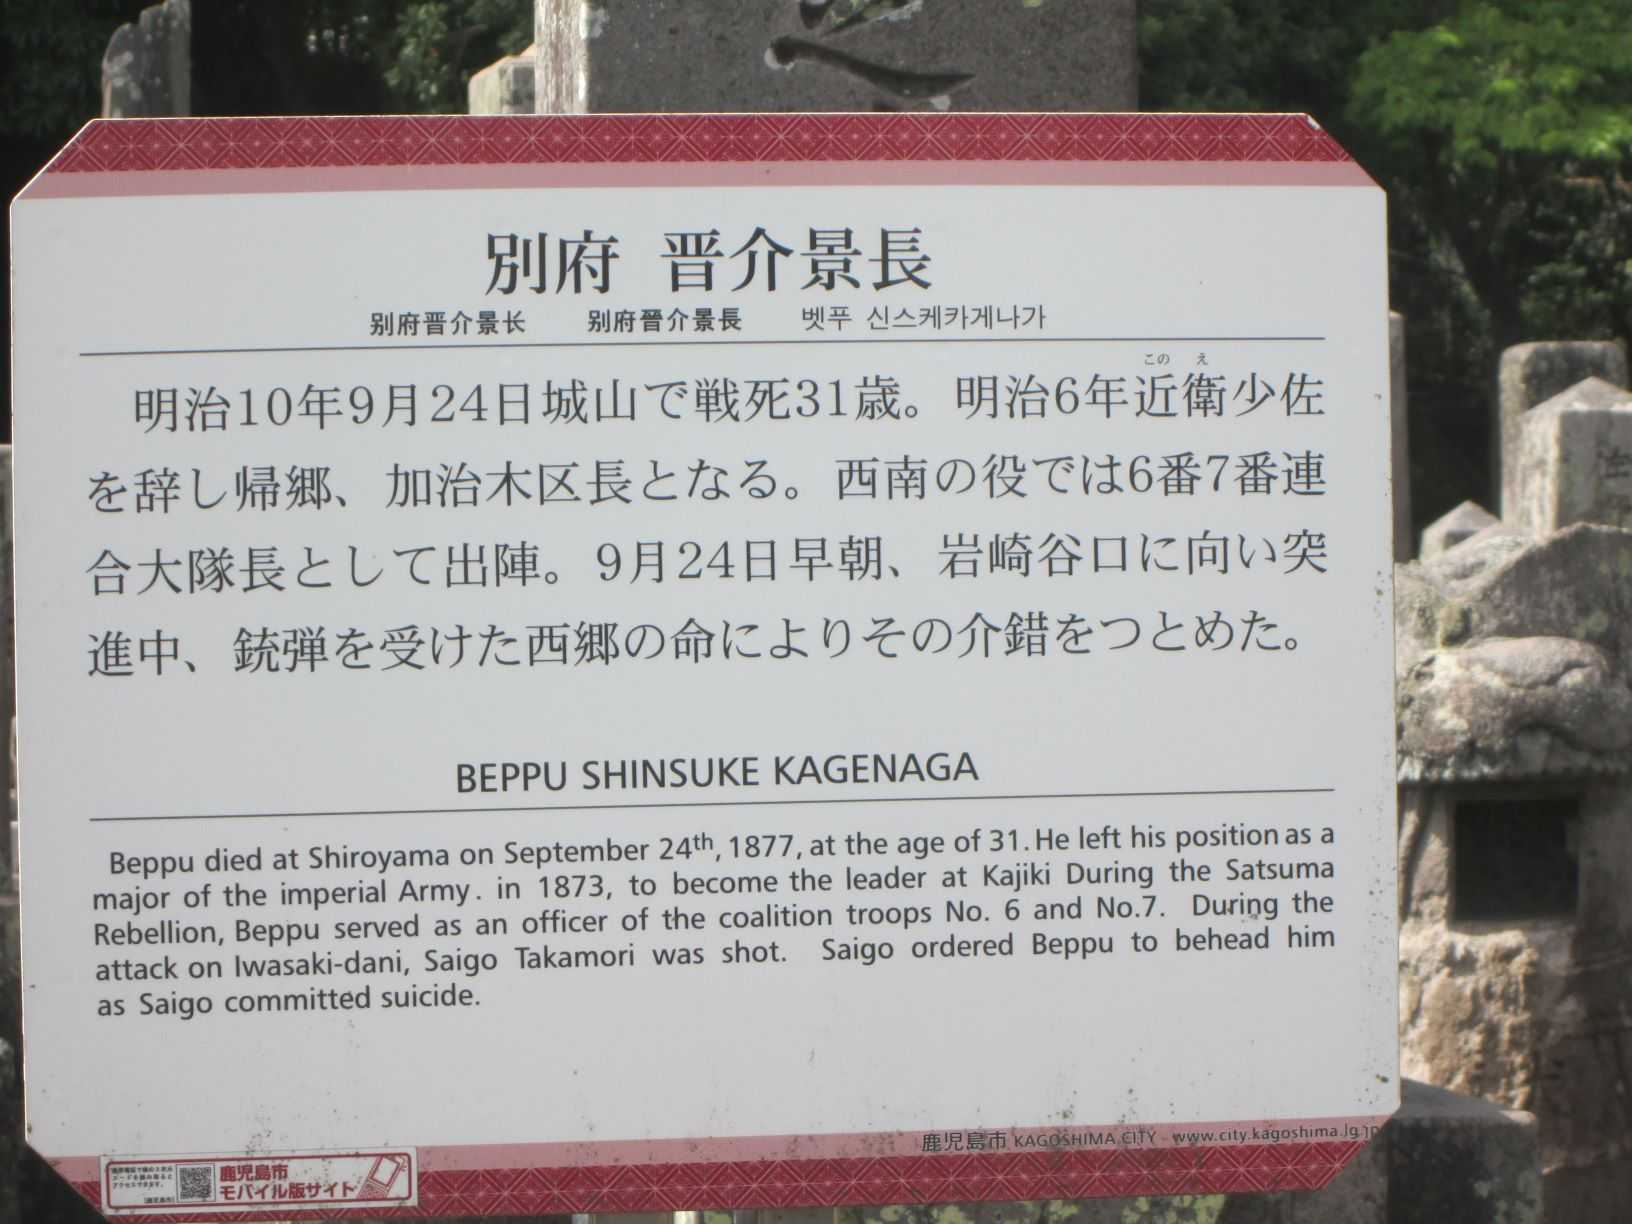 別府 晋介景長
别府晋介景长 別府晉介景長 벳푸 신스케카게나가
このえ
明治10年9月24日城山で戦死31歳。明治6年近衛少佐
を辞し帰郷、加治木区長となる。西南の役では6番7番連
合大隊長として出陣。9月24日早朝、岩崎谷口に向い突
進中、銃弾を受けた西郷の命によりその介錯をつとめた。
BEPPU SHINSUKE KAGENAGA
Beppu died at Shiroyama on September 24th, 1877, at the age of 31. He left his position as a
major of the imperial Army. in 1873, to become the leader at Kajiki During the Satsuma
Rebellion, Beppu served as an officer of the coalition troops No. 6 and No.7. During the
attack on Iwasaki-dani, Saigo Takamori was shot. Saigo ordered Beppu to behead him
as Saigo committed suicide.
鹿児島市 KAGOSHIMA CITY www.city.kagoshima.lg.jp
鹿児島市
モバイル版サイト